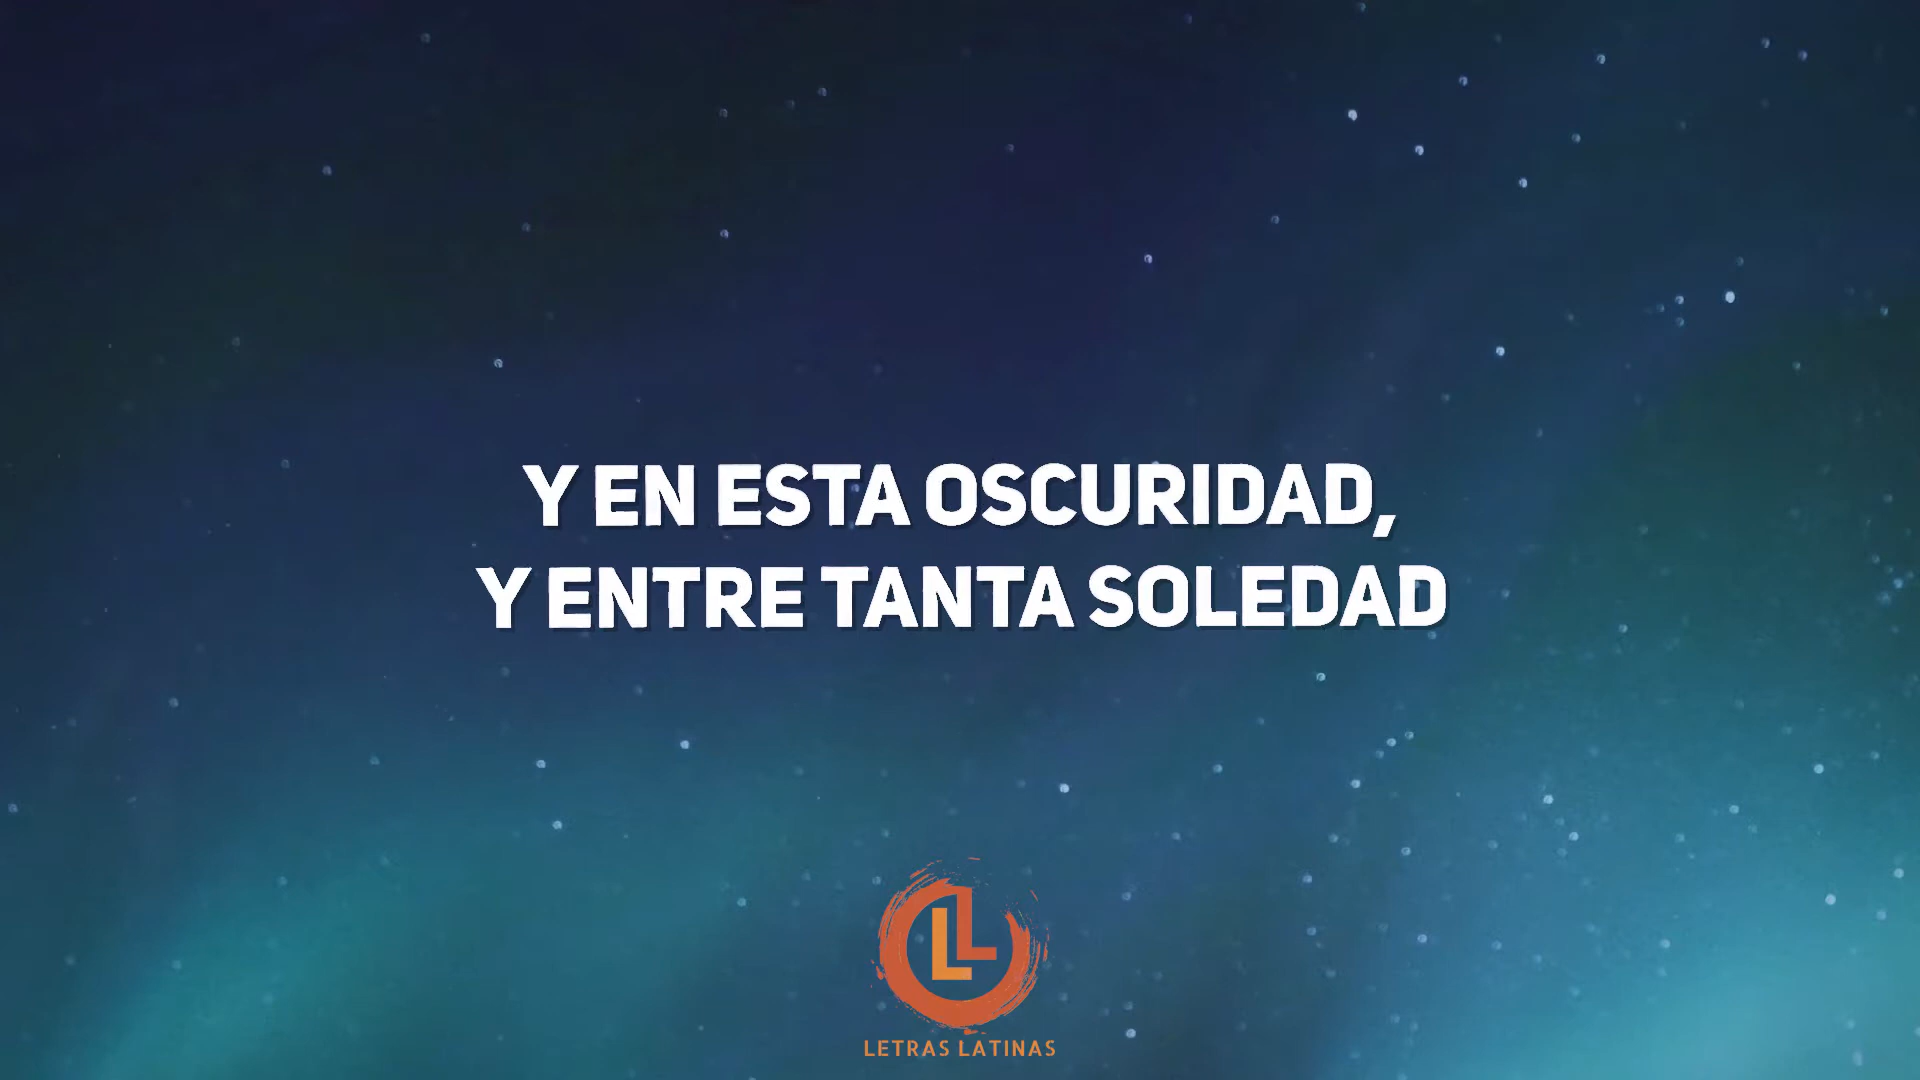 Y EN ESTA OSCURIDAD,
Y ENTRE TANTA SOLEDAD
LL
LETRAS LATINAS